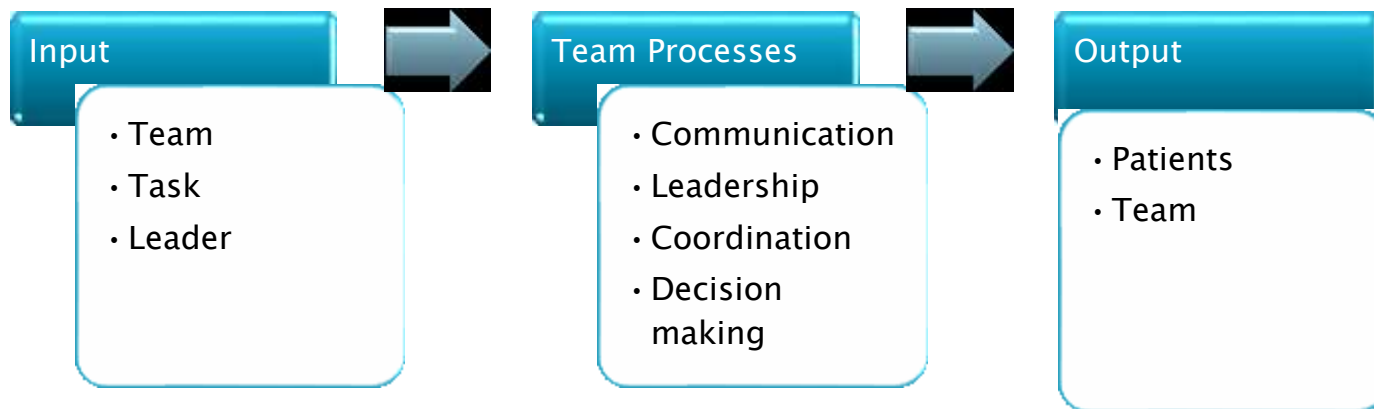 Input
· Team
· Task
· Leader
Team Processes
· Communication
· Leadership
· Coordination
· Decision
making
Output
· Patients
· Team